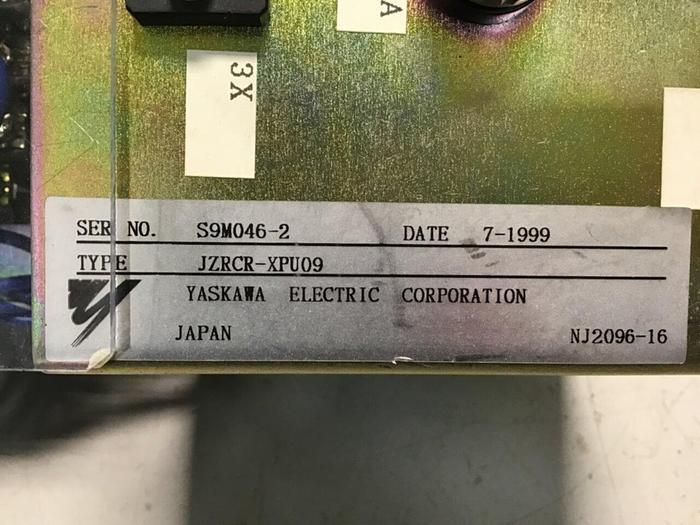 A
3X
SER NO. S9M046-2 DATE 7-1999
TYPE JZRCR-XPU09
YASKAWA ELECTRIC CORPORATION
JAPAN NJ2096-16